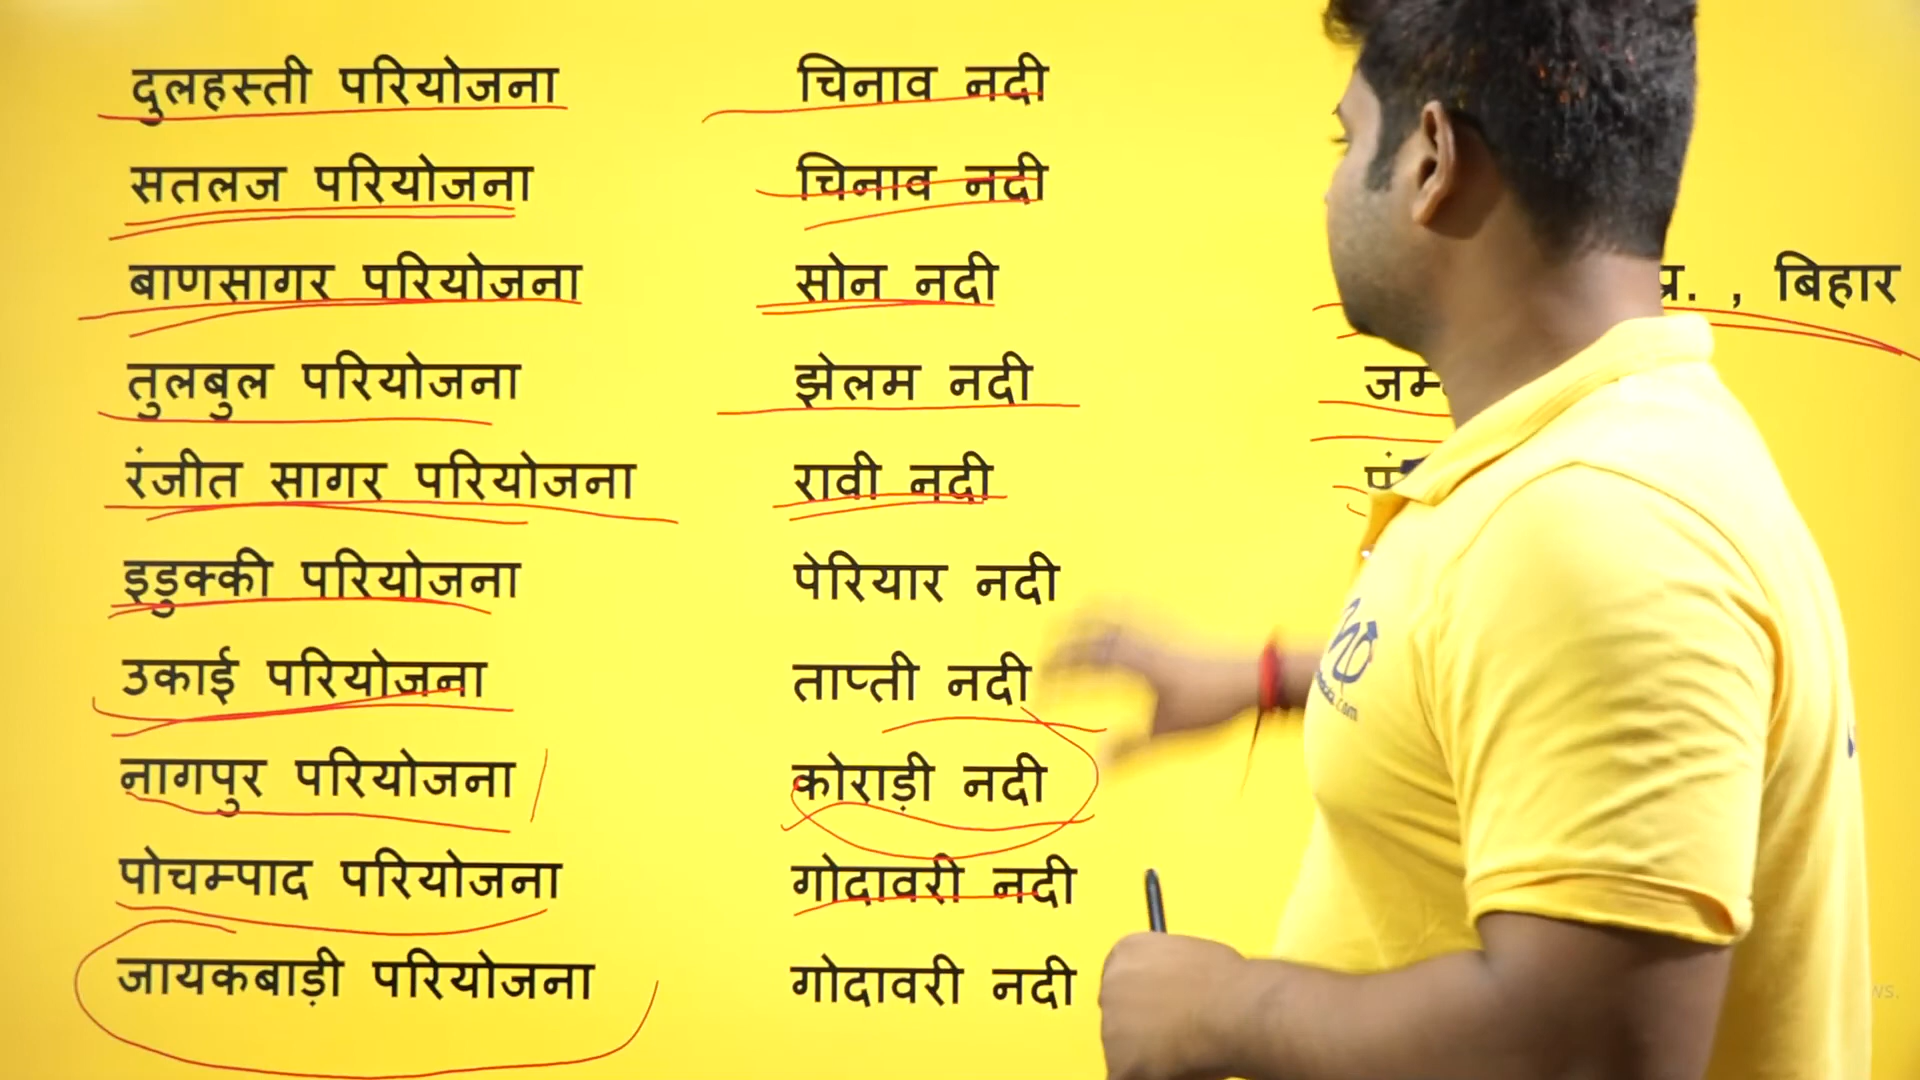 दुलहस्ती परियोजना चिनाव नदी
सतलज परियोजना चिनाव नदी
बाणसागर परियोजना सोन नदी प्र. , बिहार
तुलबुल परियोजना झेलम नदी
रंजीत सागर परियोजना रावी नदी
इडुक्की परियोजना पेरियार नदी
उकाई परियोजना ताप्ती नदी
नागपुर परियोजना कोराड़ी नदी
पोचम्पाद परियोजना गोदावरी नदी
जायकबाड़ी परियोजना गोदावरी नदी